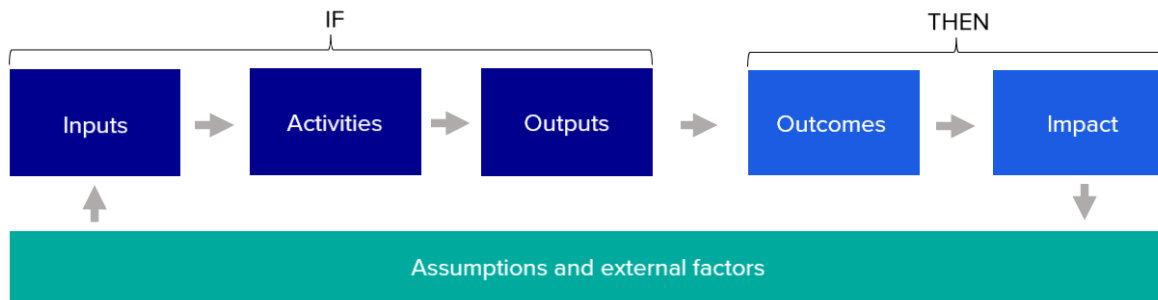 IF
THEN
Inputs
Activities
Outputs
Outcomes
Impact
Assumptions and external factors